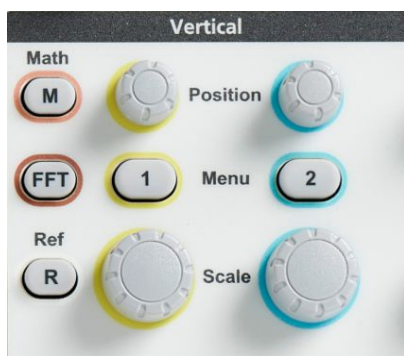 Vertical
Math
M
Position
FFT
1
Menu
2
Ref
R
Scale